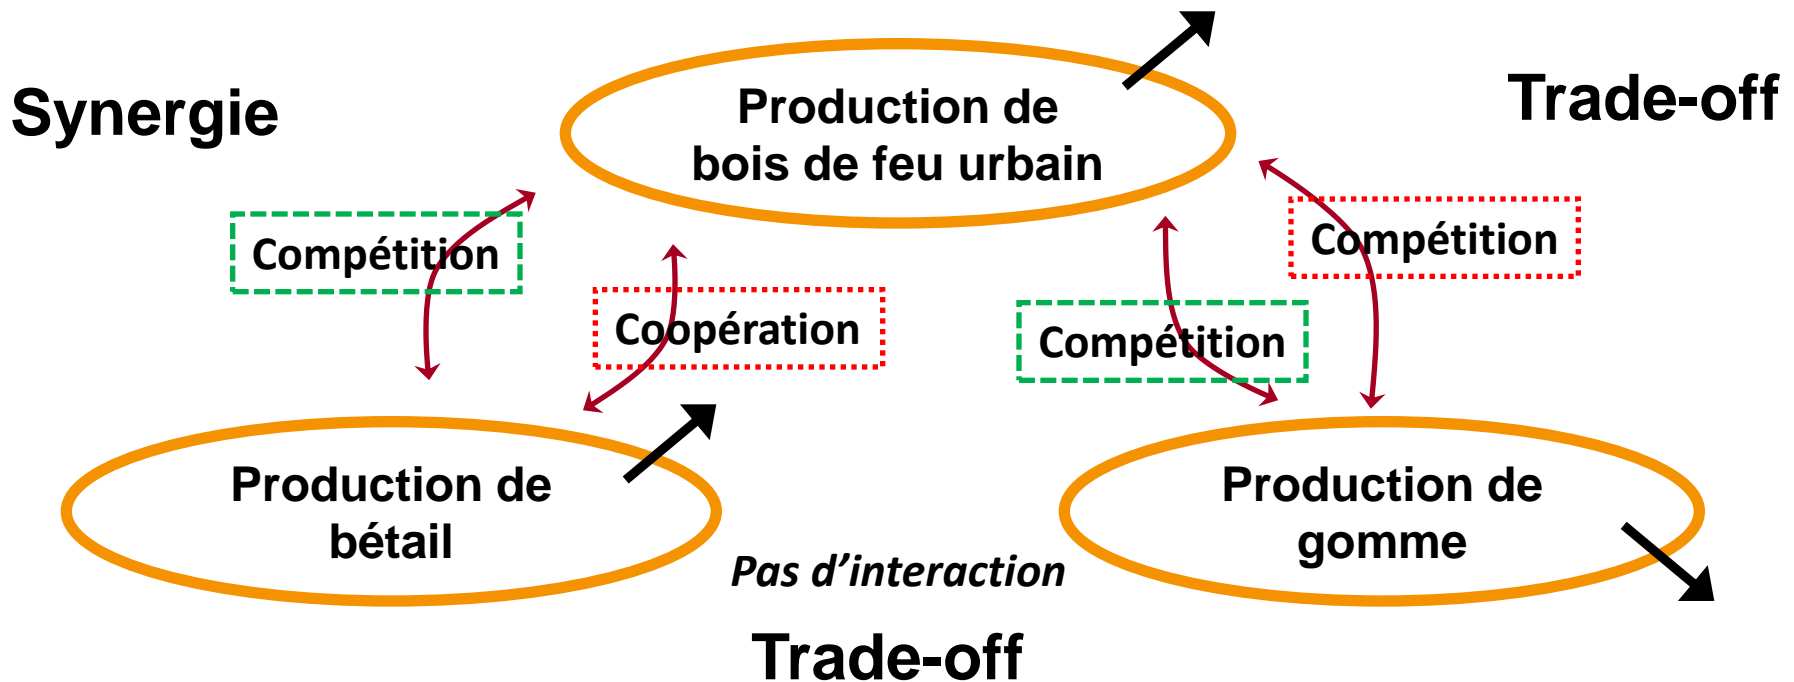 Synergie
Production de
bois de feu urbain
Trade-off
Compétition
Coopération
Compétition
Compétition
Production de
bétail
Pas d’interaction
Trade-off
Production de
gomme